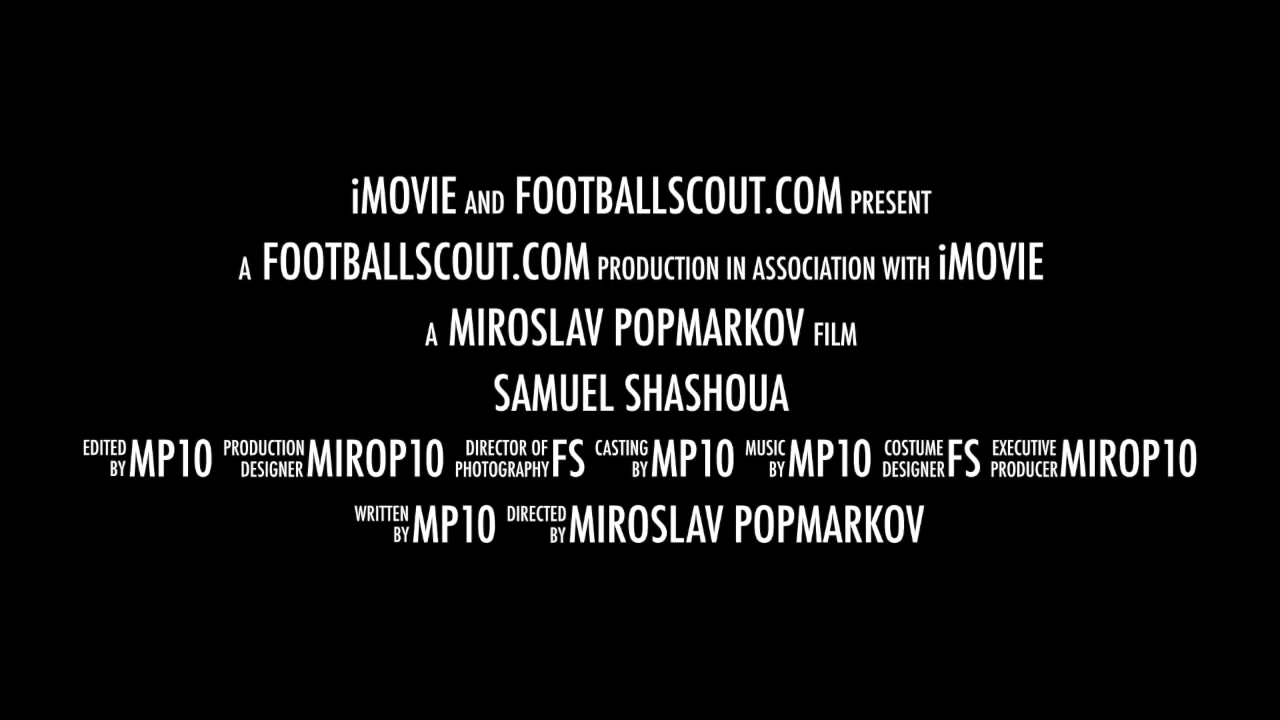 iMOVIE AND FOOTBALLSCOUT.COM PRESENT
A FOOTBALLSCOUT.COM PRODUCTION IN ASSOCIATION WITH iMOVIE
A MIROSLAV POPMARKOV FILM
SAMUEL SHASHOUA
EDITED BY MP10 PRODUCTION DESIGNER MIROP10 DIRECTOR OF PHOTOGRAPHY FS CASTING BY MP10 MUSIC BY MP10 COSTUME DESIGNER FS EXECUTIVE PRODUCER MIROP10
WRITTEN BY MP10 DIRECTED BY MIROSLAV POPMARKOV